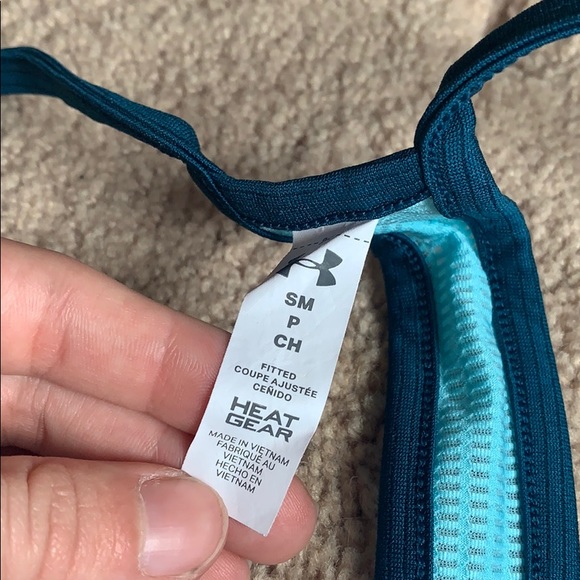 SM
P
CH
FITTED
COUPE AJUSTÉE
CEÑIDO
HEAT
GEAR
MADE IN VIETNAM
FABRIQUÉ AU
VIETNAM
HECHO EN
VIETNAM